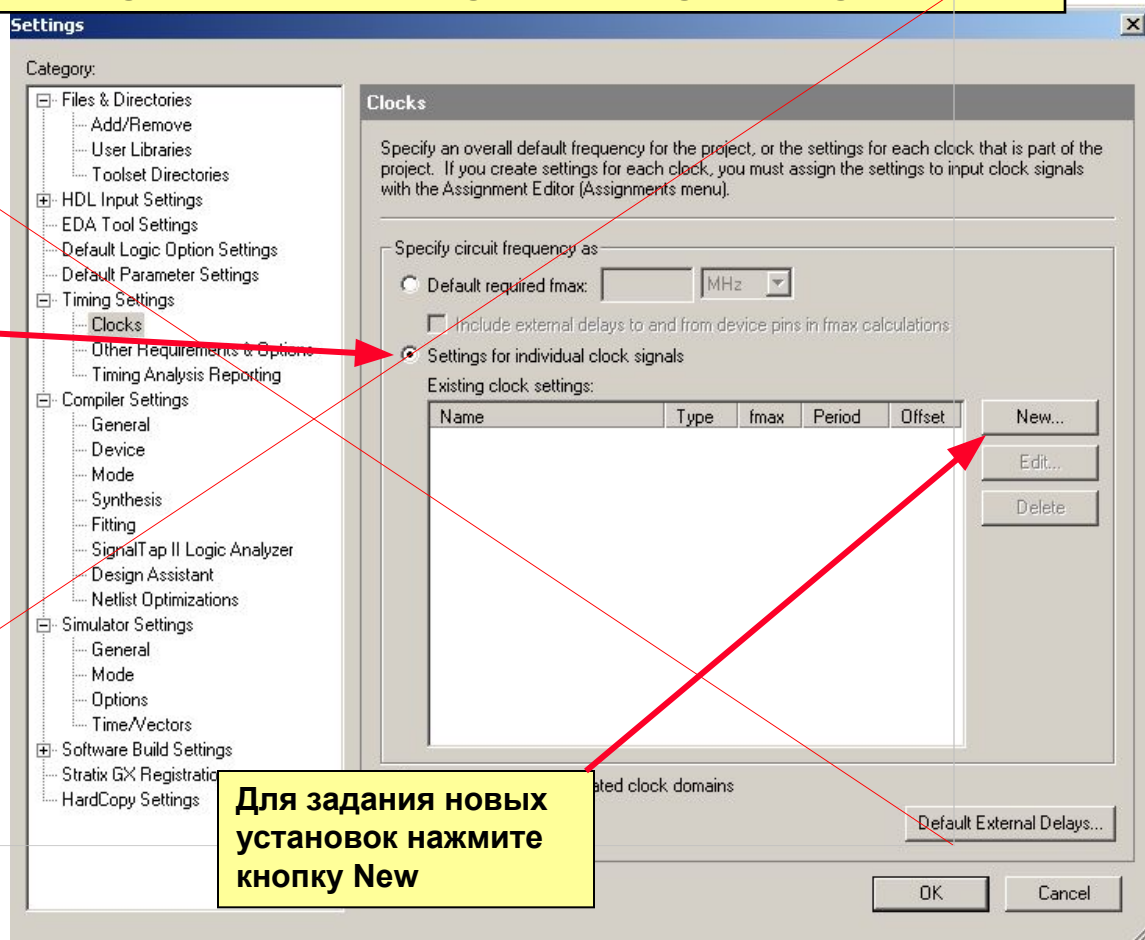 Settings
Category:
Files & Directories
Add/Remove
User Libraries
Toolset Directories
HDL Input Settings
EDA Tool Settings
Default Logic Option Settings
Default Parameter Settings
Timing Settings
Clocks
Other Requirements & Options
Timing Analysis Reporting
Compiler Settings
General
Device
Mode
Synthesis
Fitting
SignalTap II Logic Analyzer
Design Assistant
Netlist Optimizations
Simulator Settings
General
Mode
Options
Time/Vectors
Software Build Settings
Stratix GX Registratio
HardCopy Settings
Clocks
Specify an overall default frequency for the project, or the settings for each clock that is part of the
project. If you create settings for each clock, you must assign the settings to input clock signals
with the Assignment Editor (Assignments menu).
Specify circuit frequency as
Default required fmax: MHz
Include external delays to and from device pins in fmax calculations
Settings for individual clock signals
Existing clock settings:
Name Type fmax Period Offset
New...
Edit...
Delete
ated clock domains
Default External Delays...
Для задания новых
установок нажмите
кнопку New
OK Cancel